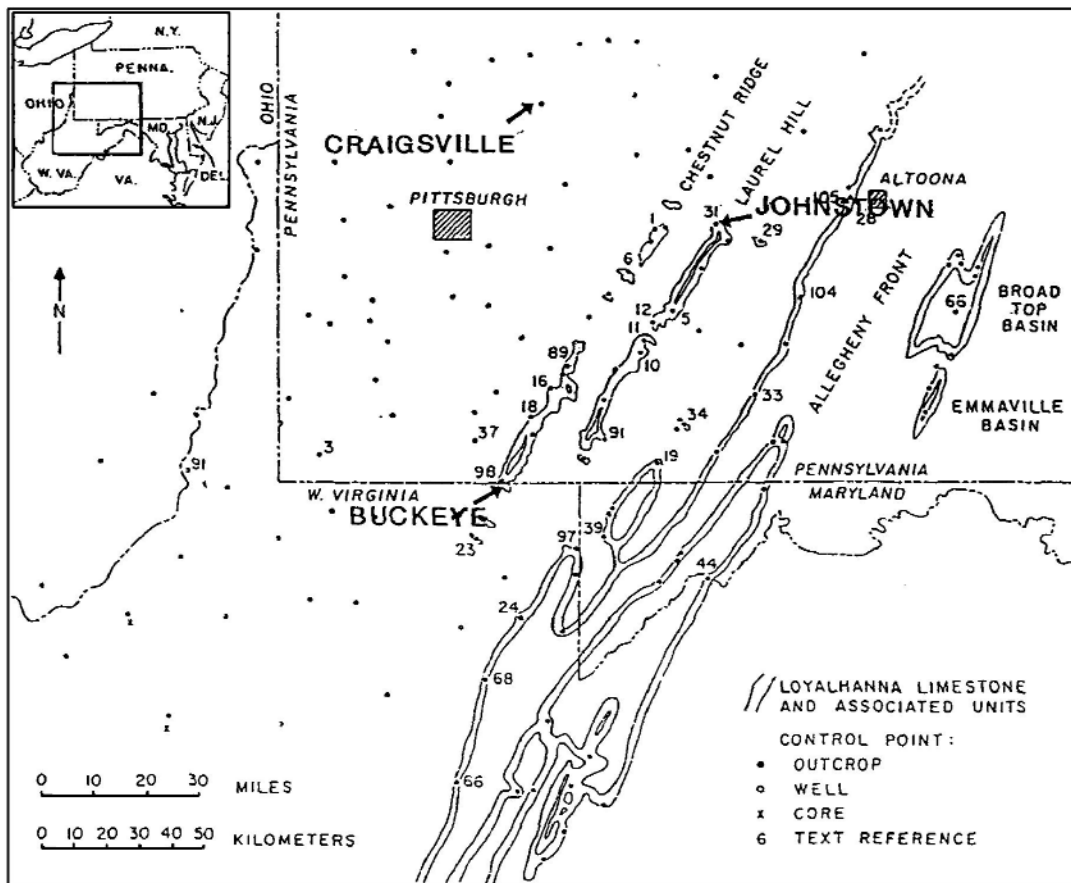 N.Y.
PENNA.
OHIO
MD.
N.J.
W. VA.
VA.
DEL.
OHIO
PENNSYLVANIA
CRAIGSVILLE
PITTSBURGH
CHESTNUT RIDGE
LAUREL HILL
ALTOONA
JOHNSTOWN
1
31
105
28
29
6
N
104
ALLEGHENY FRONT
66
BROAD
TOP
BASIN
12
5
11
10
89
16
33
18
34
EMMAVILLE
BASIN
37
91
8
3
91
98
19
PENNSYLVANIA
MARYLAND
W. VIRGINIA
BUCKEYE
23
39
97
44
24
68
66
LOYALHANNA LIMESTONE
AND ASSOCIATED UNITS
CONTROL POINT:
OUTCROP
WELL
x CORE
6 TEXT REFERENCE
0 10 20 30
MILES
0 10 20 30 40 50
KILOMETERS